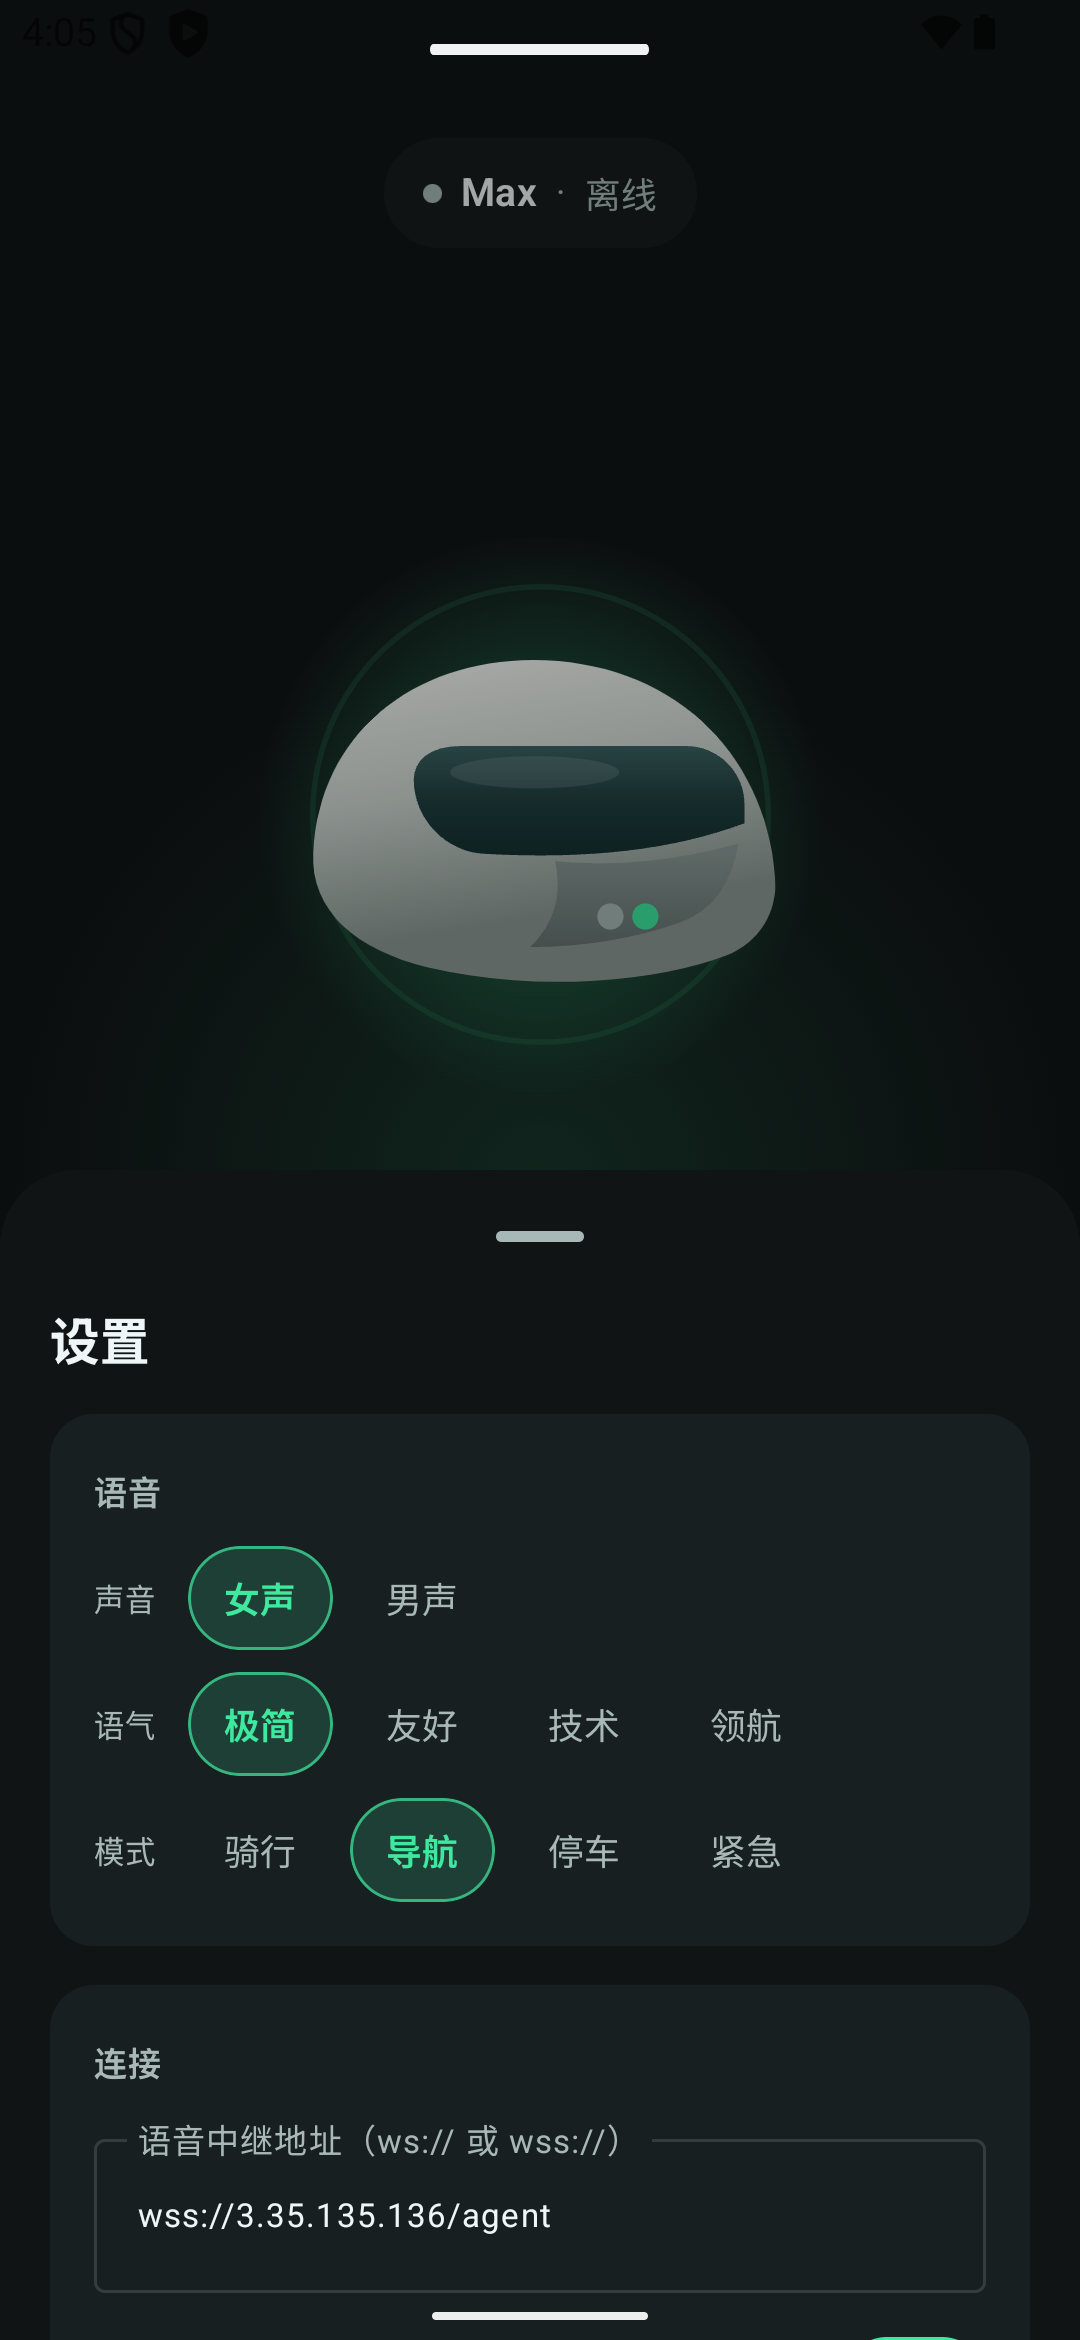 4:05
Max · 离线
设置
语音
声音 女声 男声
语气 极简 友好 技术 领航
模式 骑行 导航 停车 紧急
连接
语音中继地址（ws:// 或 wss://）
wss://3.35.135.136/agent